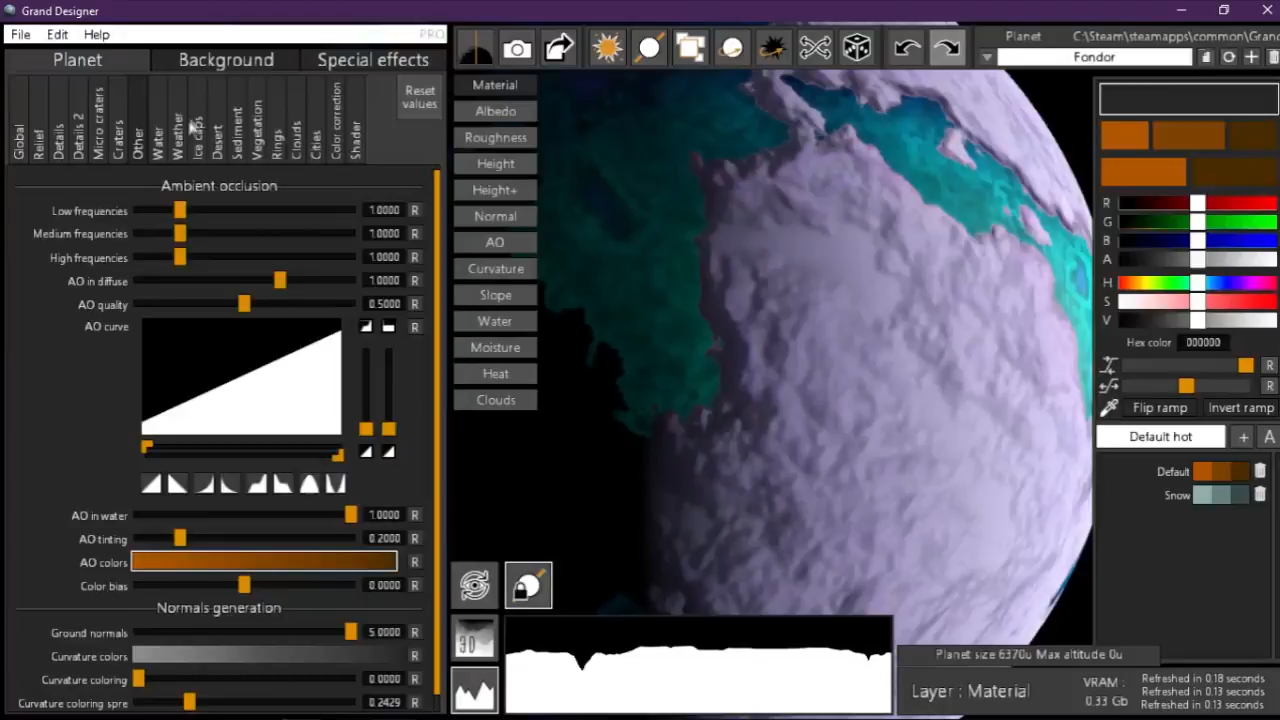 Grand Designer
File Edit Help PRO
Planet Background Special effects
Global
Relief
Details
Details 2
Micro craters
Craters
Other
Water
Weather
Ice caps
Desert
Sediment
Vegetation
Rings
Clouds
Cities
Color correction
Shader
Reset
values
Ambient occlusion
Low frequencies 1.0000 R
Medium frequencies 1.0000 R
High frequencies 1.0000 R
AO in diffuse 1.0000 R
AO quality 0.5000 R
AO curve R
AO in water 1.0000 R
AO tinting 0.2000 R
AO colors R
Color bias 0.0000 R
Normals generation
Ground normals 5.0000 R
Curvature colors R
Curvature coloring 0.0000 R
Curvature coloring spre 0.2429 R
Material
Albedo
Roughness
Height
Height+
Normal
AO
Curvature
Slope
Water
Moisture
Heat
Clouds
3D
Planet C:\Steam\steamapps\common\Granc
Fondor
R
G
B
A
H
S
V
Hex color 000000
R
R
Flip ramp Invert ramp
Default hot + A
Default
Snow
Planet size 6370u Max altitude 0u
Layer : Material
VRAM :
0.33 Gb
Refreshed in 0.18 seconds
Refreshed in 0.13 seconds
Refreshed in 0.13 seconds